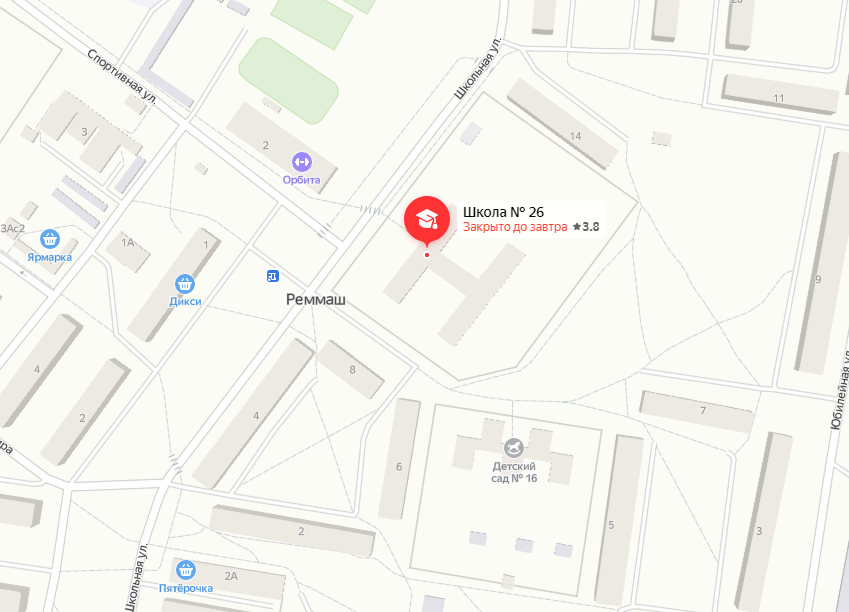 20
Школьная ул.
Спортивная ул.
11
14
3
2
Орбита
Школа № 26
Закрыто до завтра ★3.8
3Ас2
1А
1
Ярмарка
Дикси
9
Реммаш
4
2
8
4
7
Юбилейная ул.
6
Детский
сад № 16
ира
5
2
3
Школьная ул.
Пятёрочка
2А